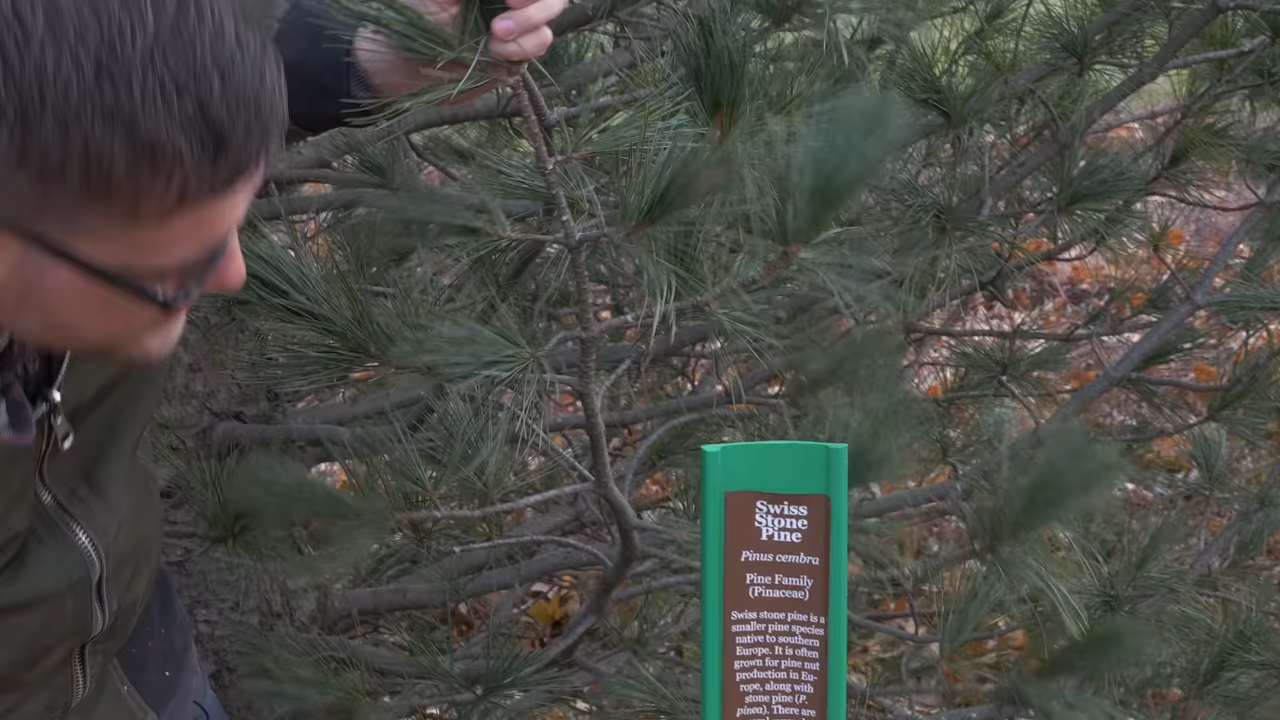 Swiss
Stone
Pine
Pinus cembra
Pine Family
(Pinaceae)
Swiss stone pine is a
smaller pine species
native to southern
Europe. It is often
grown for pine nut
production in Eu-
rope, along with
stone pine (P.
pinea). There are